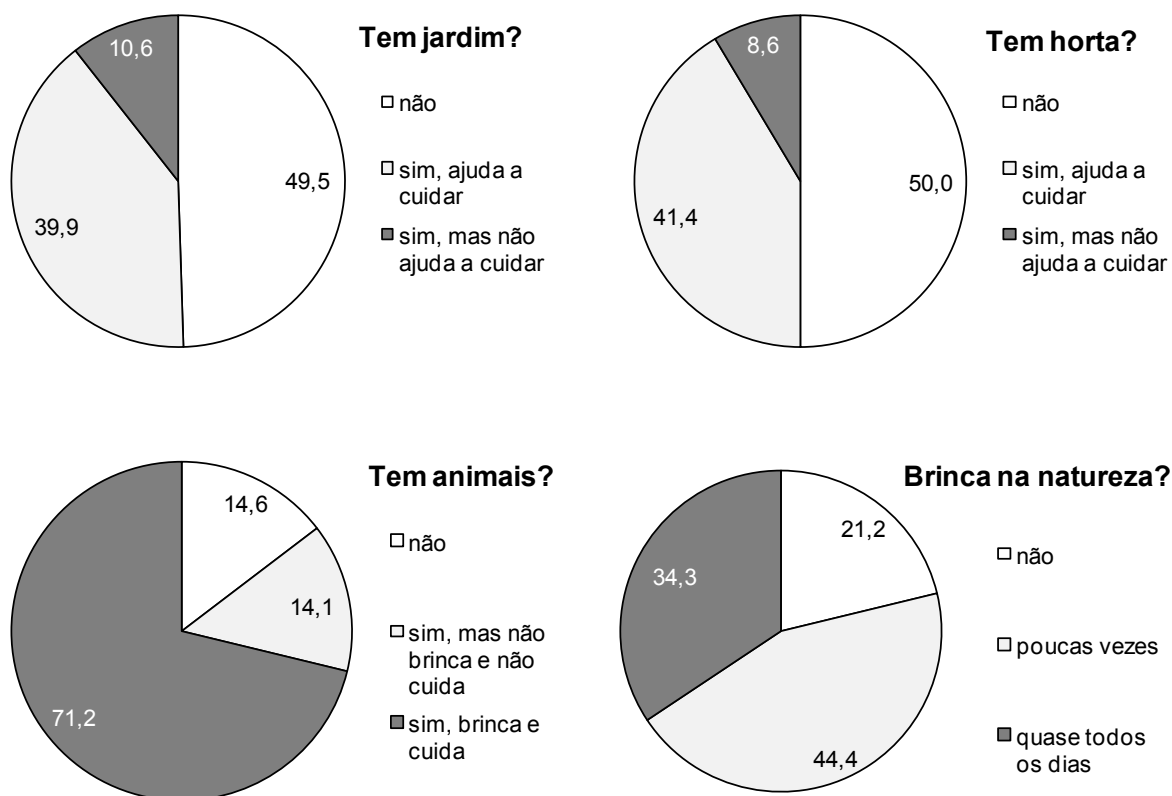 Tem jardim?
10,6
49,5
39,9
não
sim, ajuda a
cuidar
sim, mas não
ajuda a cuidar
Tem horta?
8,6
50,0
41,4
não
sim, ajuda a
cuidar
sim, mas não
ajuda a cuidar
Tem animais?
14,6
14,1
71,2
não
sim, mas não
brinca e não
cuida
sim, brinca e
cuida
Brinca na natureza?
21,2
34,3
44,4
não
poucas vezes
quase todos
os dias